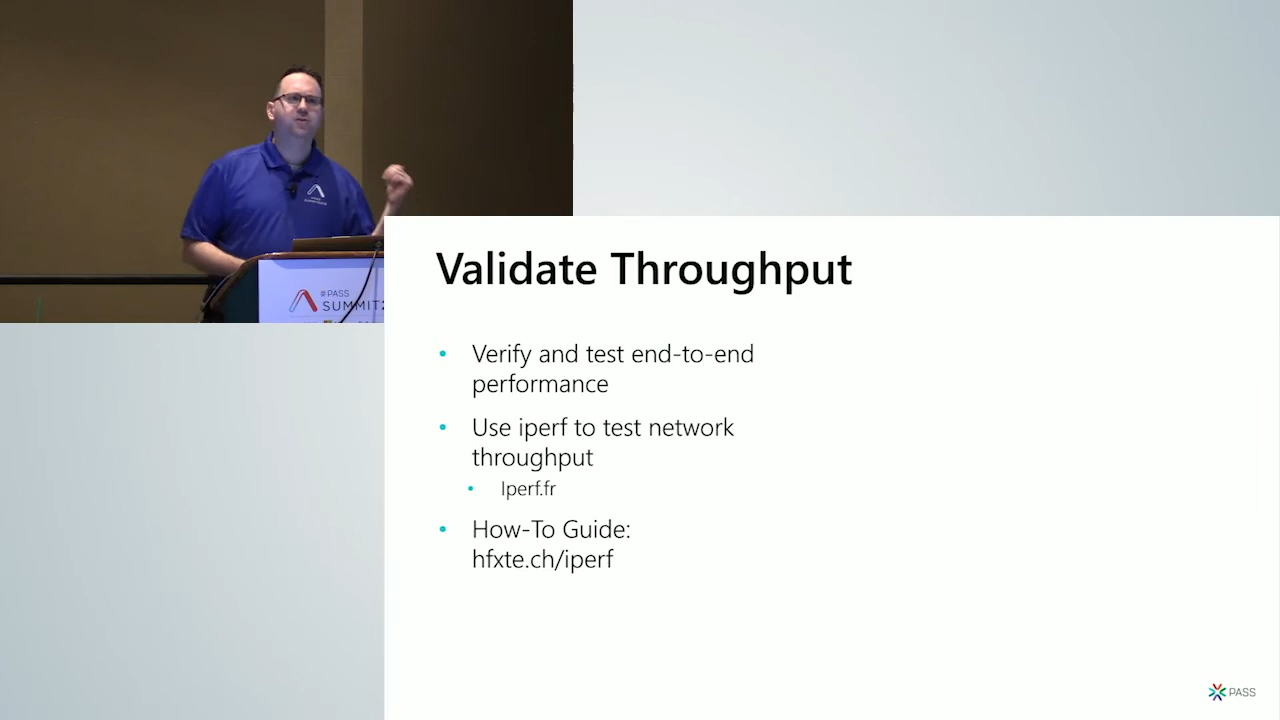 #PASS
SUMMIT
Validate Throughput
• Verify and test end-to-end
performance
• Use iperf to test network
throughput
• Iperf.fr
• How-To Guide:
hfxte.ch/iperf
PASS